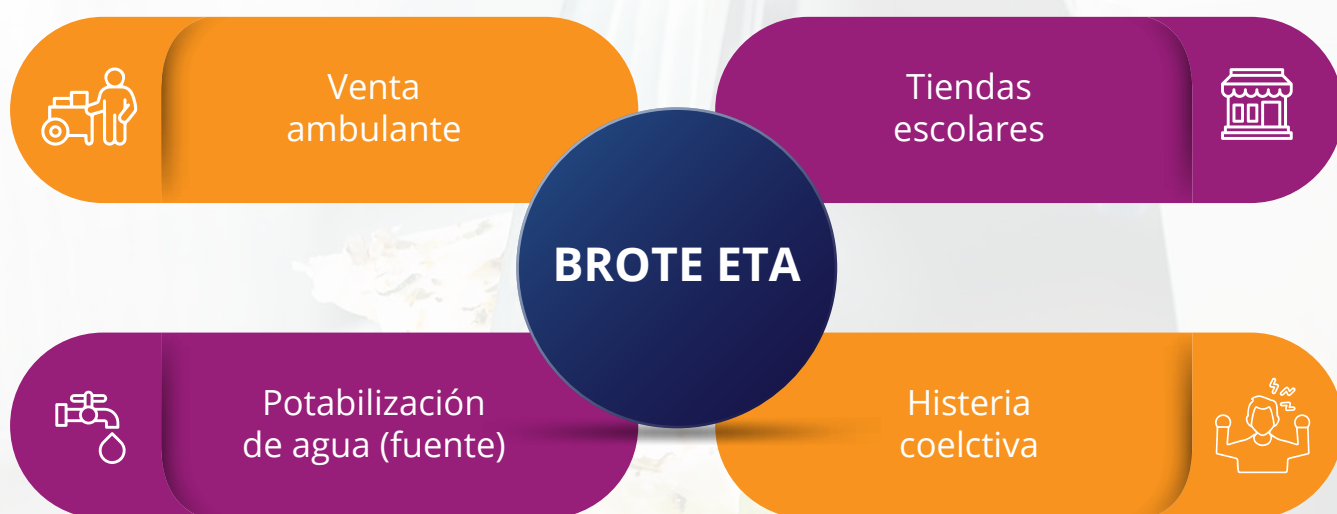 Venta
ambulante
Tiendas
escolares
BROTE ETA
Potabilización
de agua (fuente)
Histeria
coelctiva